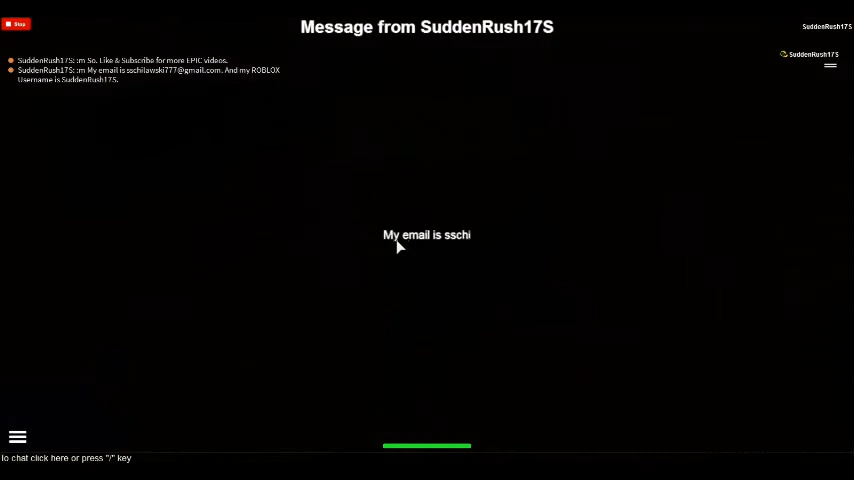 Stop
Message from SuddenRush17S
SuddenRush17S
SuddenRush17S
SuddenRush17S: :m So. Like & Subscribe for more EPIC videos.
SuddenRush17S: :m My email is sschilawski777@gmail.com. And my ROBLOX
Username is SuddenRush17S.
My email is sschi
To chat click here or press "/" key